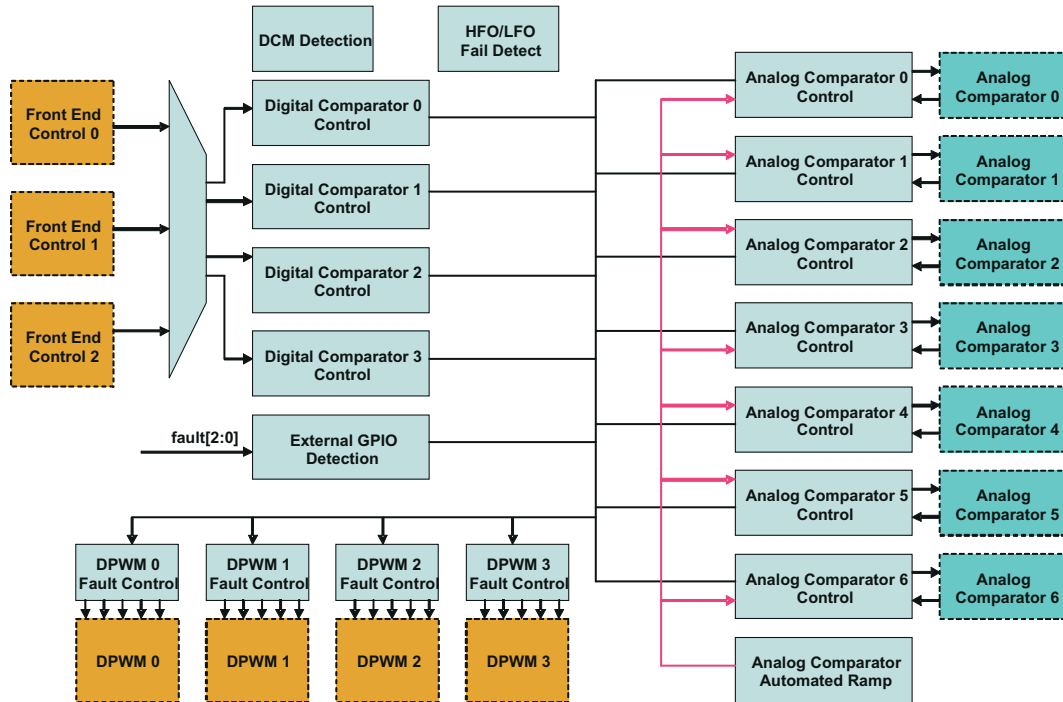 DCM Detection
HFO/LFO
Fail Detect
Front End
Control 0
Front End
Control 1
Front End
Control 2
Digital Comparator 0
Control
Digital Comparator 1
Control
Digital Comparator 2
Control
Digital Comparator 3
Control
fault[2:0]
External GPIO
Detection
Analog Comparator 0
Control
Analog
Comparator 0
Analog Comparator 1
Control
Analog
Comparator 1
Analog Comparator 2
Control
Analog
Comparator 2
Analog Comparator 3
Control
Analog
Comparator 3
Analog Comparator 4
Control
Analog
Comparator 4
Analog Comparator 5
Control
Analog
Comparator 5
Analog Comparator 6
Control
Analog
Comparator 6
Analog Comparator
Automated Ramp
DPWM 0
Fault Control
DPWM 1
Fault Control
DPWM 2
Fault Control
DPWM 3
Fault Control
DPWM 0
DPWM 1
DPWM 2
DPWM 3